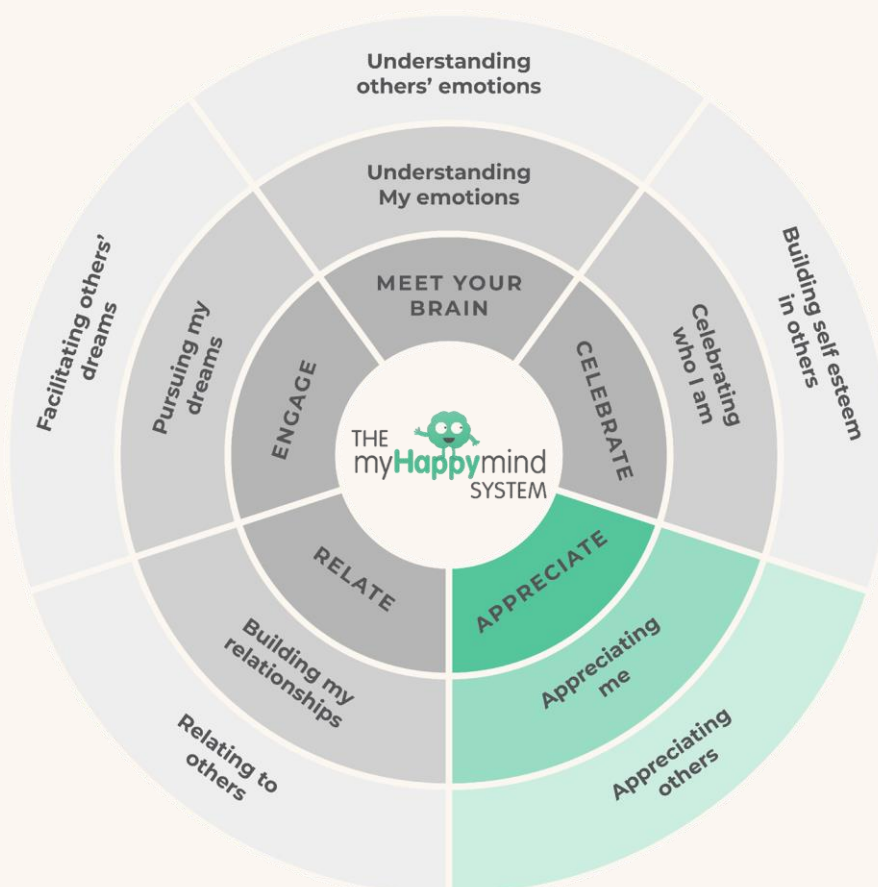 Understanding
others' emotions
Understanding
My emotions
MEET YOUR
BRAIN
Building self esteem
in others
Celebrating
who I am
CELEBRATE
Appreciating
others
Appreciating
me
APPRECIATE
Relating to
others
Building my
relationships
RELATE
Facilitating others'
dreams
Pursuing my
dreams
ENGAGE
THE
myHappymind
SYSTEM